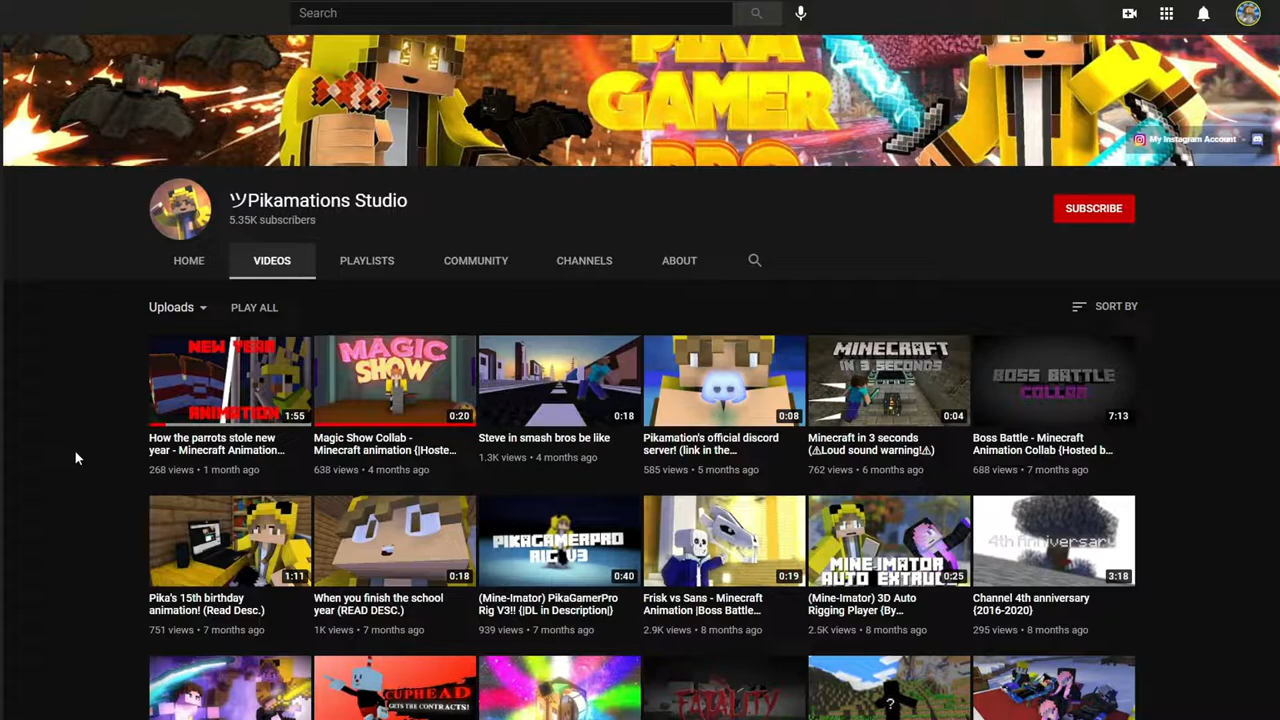 Search
PIKA
GAMER
PRO
My Instagram Account
ツPikamations Studio
5.35K subscribers
SUBSCRIBE
HOME
VIDEOS
PLAYLISTS
COMMUNITY
CHANNELS
ABOUT
Uploads
PLAY ALL
SORT BY
NEW YEAR
ANIMATION
1:55
MAGIC
SHOW
0:20
0:18
0:08
MINECRAFT
IN 3 SECONDS
0:04
BOSS BATTLE
COLLAB
7:13
How the parrots stole new
year - Minecraft Animation...
268 views • 1 month ago
Magic Show Collab -
Minecraft animation {|Hoste...
638 views • 4 months ago
Steve in smash bros be like
1.3K views • 4 months ago
Pikamation's official discord
server! (link in the...
585 views • 5 months ago
Minecraft in 3 seconds
(⚠Loud sound warning!⚠)
762 views • 6 months ago
Boss Battle - Minecraft
Animation Collab {Hosted b...
688 views • 7 months ago
1:11
0:18
PIKAGAMERPRO
RIG V3
0:40
0:19
MINE-IMATOR
AUTO EXTRUD
0:25
4th Anniversary
3:18
Pika's 15th birthday
animation! (Read Desc.)
751 views • 7 months ago
When you finish the school
year (READ DESC.)
1K views • 7 months ago
(Mine-Imator) PikaGamerPro
Rig V3!! {|DL in Description|}
939 views • 7 months ago
Frisk vs Sans - Minecraft
Animation |Boss Battle...
2.9K views • 8 months ago
(Mine-Imator) 3D Auto
Rigging Player {By...
2.5K views • 8 months ago
Channel 4th anniversary
{2016-2020}
295 views • 8 months ago
CUPHEAD
GETS THE CONTRACTS!
FATALITY
?